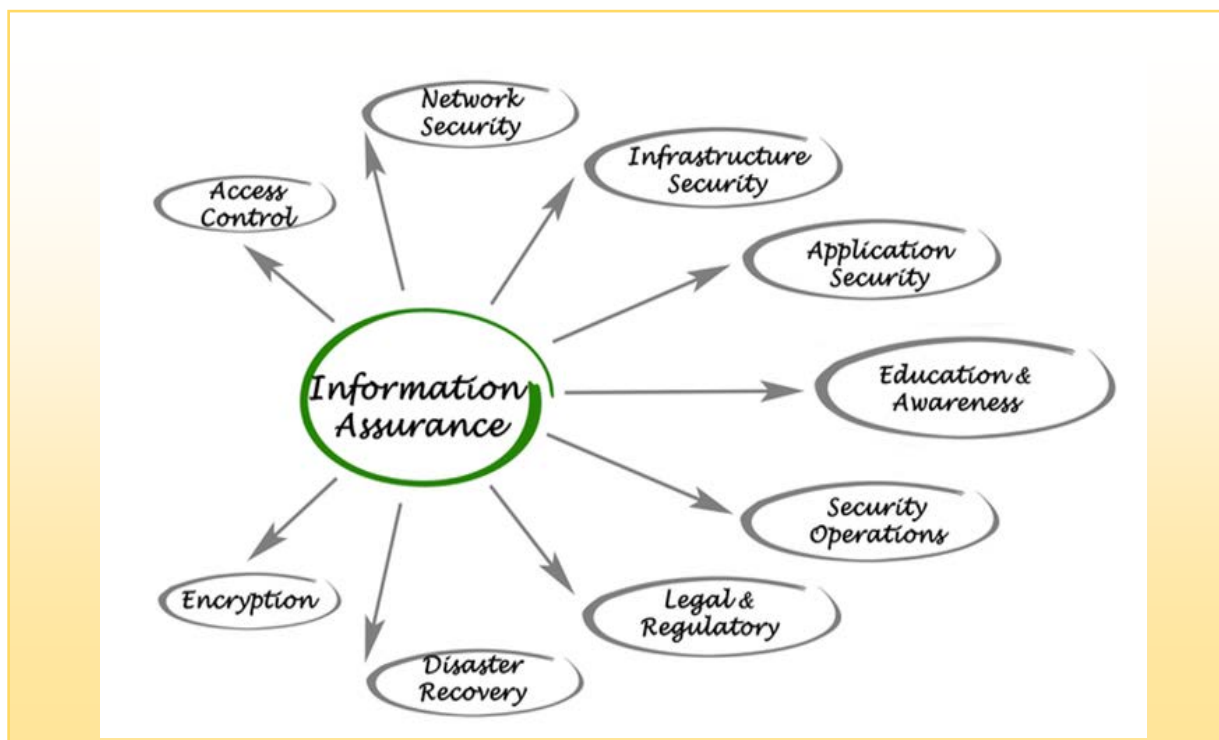 Network
Security
Infrastructure
Security
Access
Control
Application
Security
Information
Assurance
Education &
Awareness
Security
Operations
Encryption
Legal &
Regulatory
Disaster
Recovery